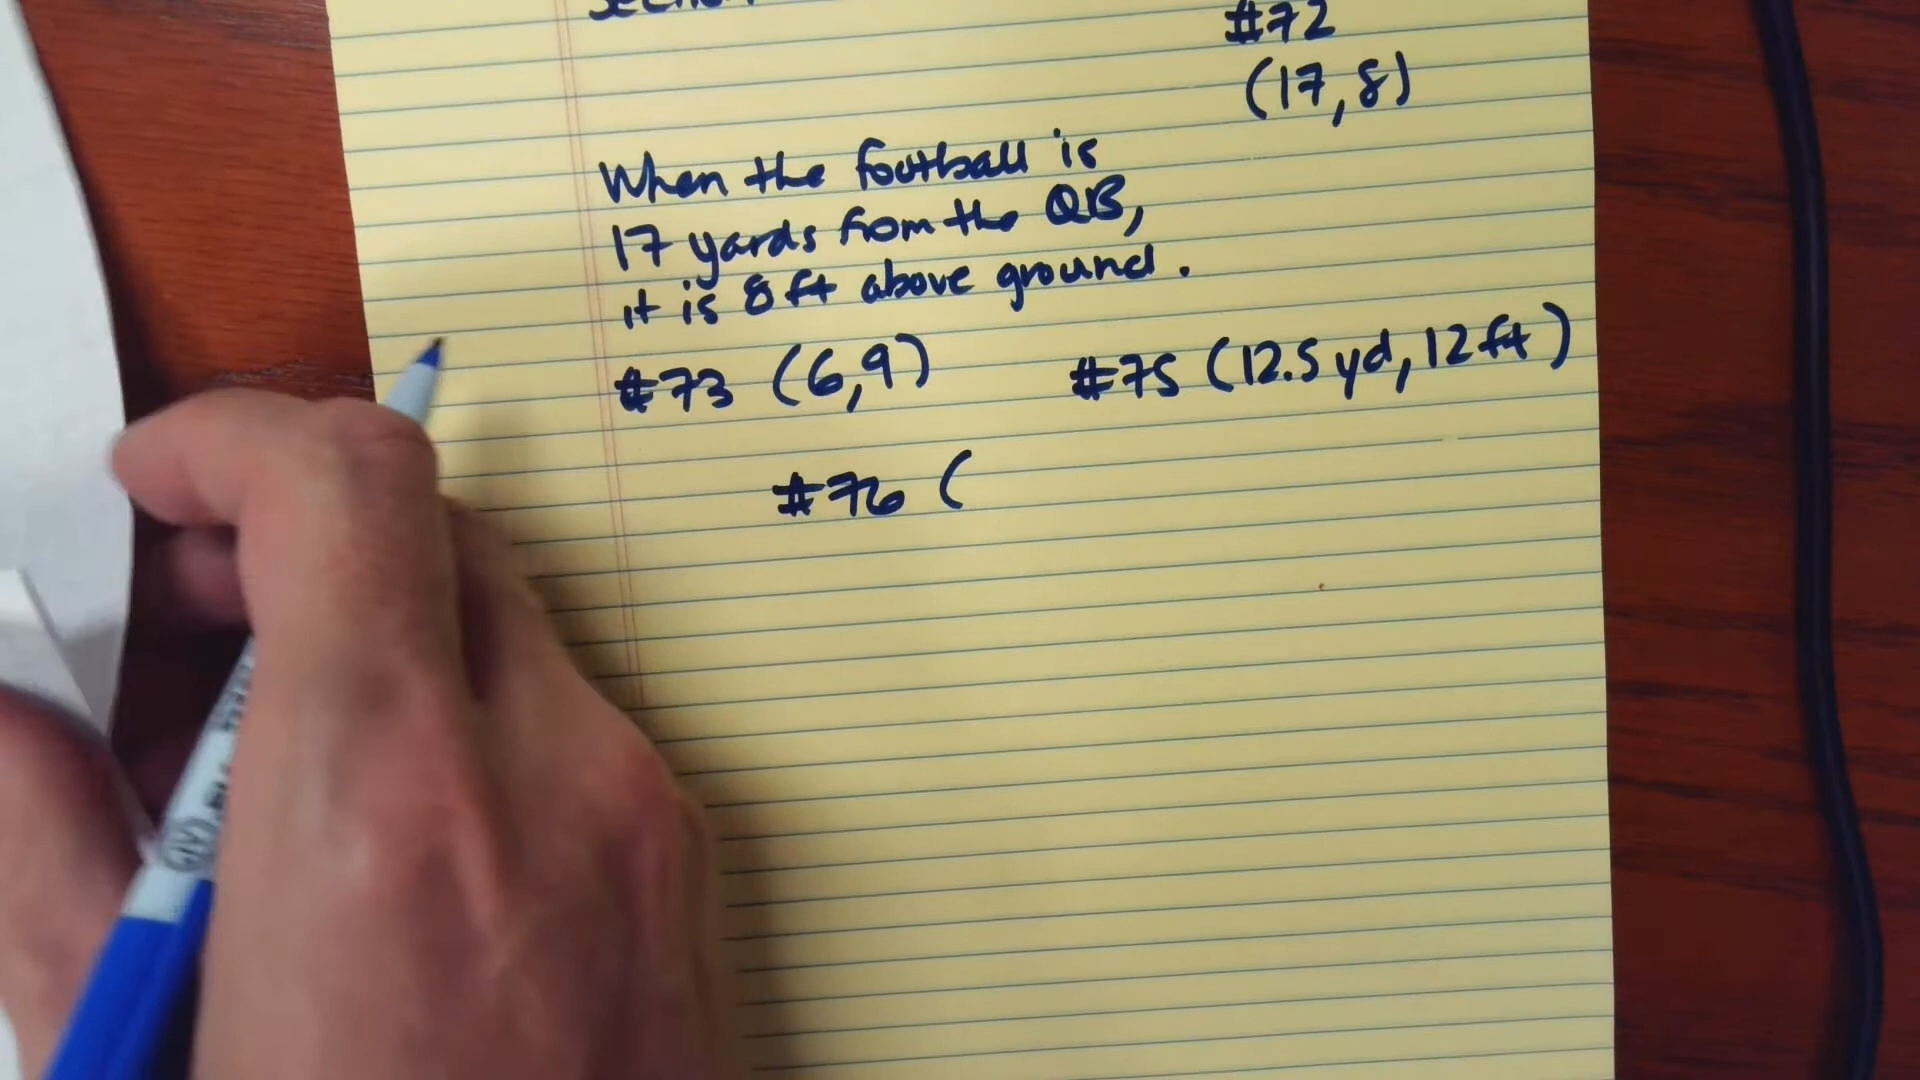 #72
(17,8)
When the football is
17 yards from the QB,
it is 8 ft above ground.
#73 (6,9) #75 (12.5 yd, 12 ft)
#76 (